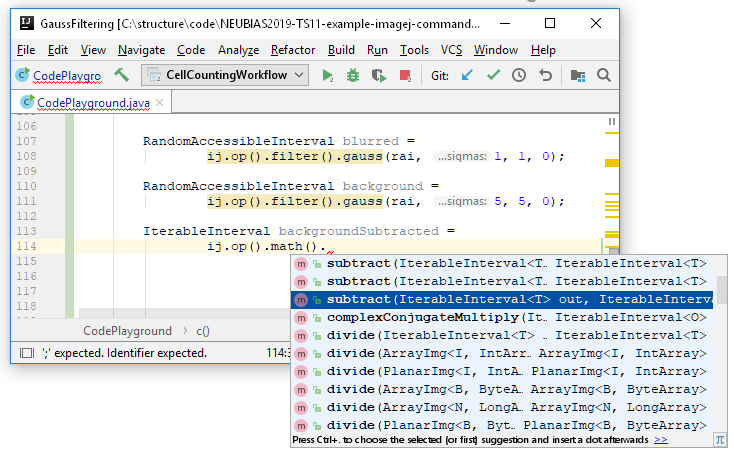 GaussFiltering [C:\structure\code\NEUBIAS2019-TS11-example-imagej-command...
File Edit View Navigate Code Analyze Refactor Build Run Tools VCS Window Help
CodePlaygro CellCountingWorkflow Git:
CodePlayground.java
106
107 RandomAccessibleInterval blurred =
108 ij.op().filter().gauss(rai, ...sigmas: 1, 1, 0);
109
110 RandomAccessibleInterval background =
111 ij.op().filter().gauss(rai, ...sigmas: 5, 5, 0);
112
113 IterableInterval backgroundSubtracted =
114 ij.op().math().
115
116
117
118
subtract(IterableInterval<T… IterableInterval<T>
subtract(IterableInterval<T… IterableInterval<T>
subtract(IterableInterval<T> out, IterableInterva
complexConjugateMultiply(It… IterableInterval<O>
divide(IterableInterval<T> … IterableInterval<T>
divide(ArrayImg<I, IntArr… ArrayImg<I, IntArray>
divide(PlanarImg<I, IntA… PlanarImg<I, IntArray>
divide(ArrayImg<B, ByteA… ArrayImg<B, ByteArray>
divide(ArrayImg<N, LongA… ArrayImg<N, LongArray>
divide(PlanarImg<B, Byt… PlanarImg<B, ByteArray>
Press Ctrl+. to choose the selected (or first) suggestion and insert a dot afterwards >> π
CodePlayground › c()
';' expected. Identifier expected. 114:3